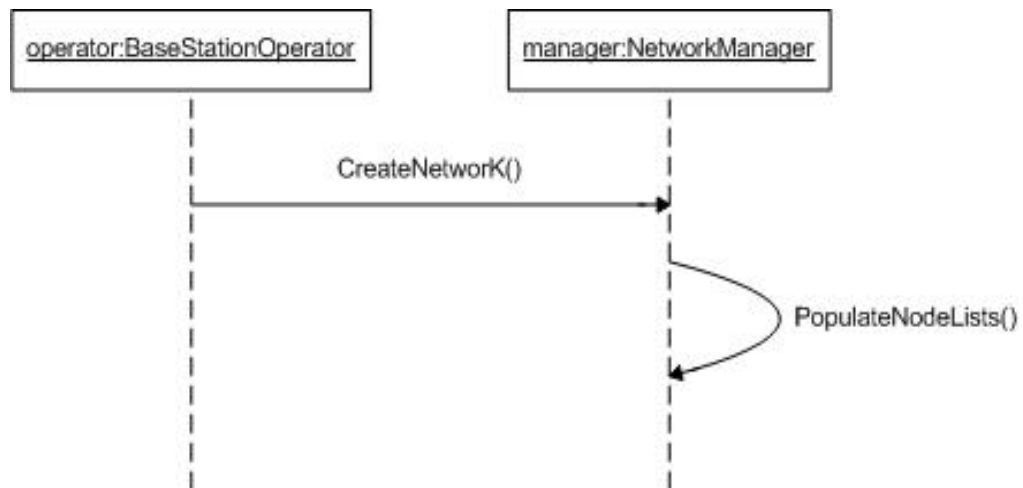 operator:BaseStationOperator
manager:NetworkManager
CreateNetworK()
PopulateNodeLists()